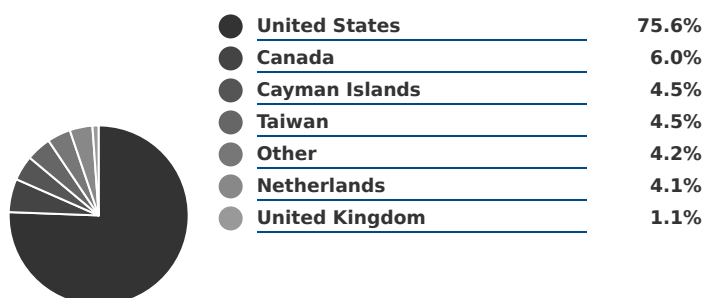 United States 75.6%
Canada 6.0%
Cayman Islands 4.5%
Taiwan 4.5%
Other 4.2%
Netherlands 4.1%
United Kingdom 1.1%